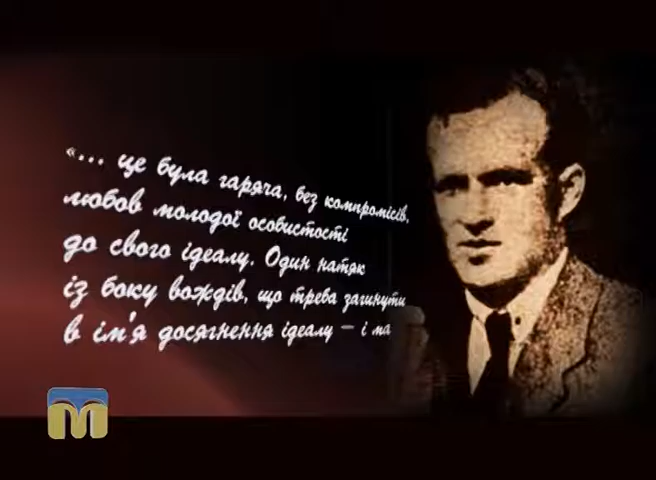 «... це була гаряча, без компромісів,
любов молодої особистості
до свого ідеалу. Один натяк
із боку вождів, що треба загинути
в ім'я досягнення ідеалу – і ма
М